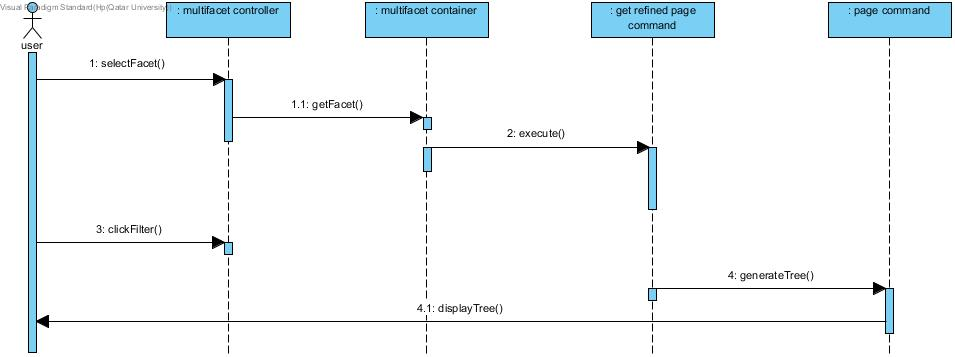 Visual Paradigm Standard(Hp(Qatar University))
: multifacet controller
: multifacet container
: get refined page
command
: page command
user
1: selectFacet()
1.1: getFacet()
2: execute()
3: clickFilter()
4: generateTree()
4.1: displayTree()